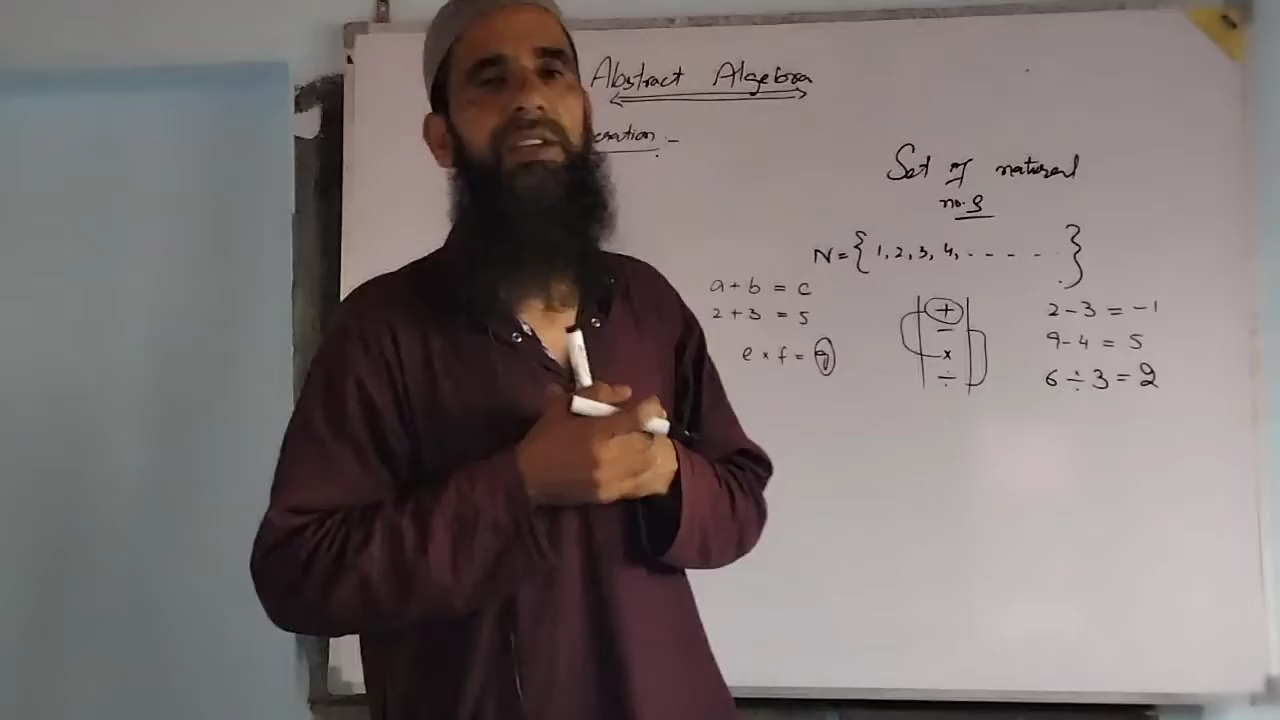 Abstract Algebra
eration :-
Set of natural
no.s
N = { 1, 2, 3, 4, - - - - - }
a + b = c
2 + 3 = 5
e × f = g
+
−
×
÷
2 - 3 = -1
9 - 4 = 5
6 ÷ 3 = 2